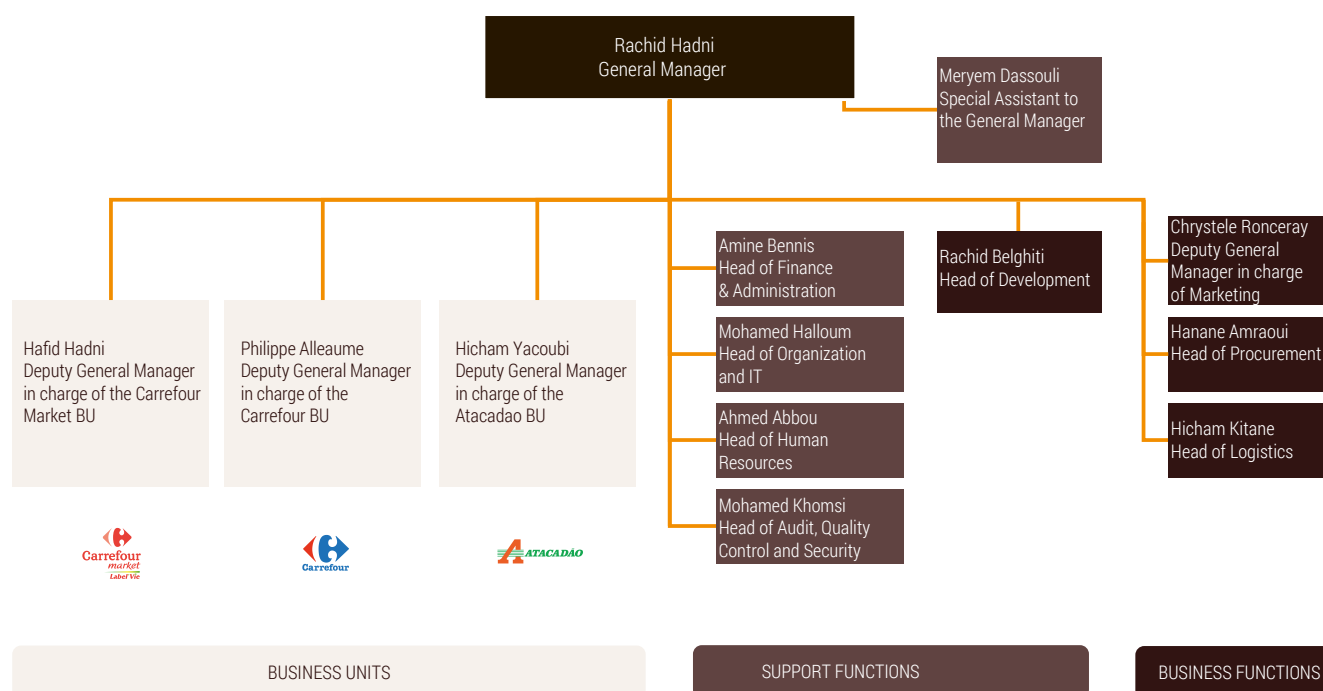 Rachid Hadni
General Manager
Meryem Dassouli
Special Assistant to
the General Manager
Hafid Hadni
Deputy General Manager
in charge of the Carrefour
Market BU
Philippe Alleaume
Deputy General Manager
in charge of the
Carrefour BU
Hicham Yacoubi
Deputy General Manager
in charge of the
Atacadao BU
Amine Bennis
Head of Finance
& Administration
Mohamed Halloum
Head of Organization
and IT
Ahmed Abbou
Head of Human
Resources
Mohamed Khomsi
Head of Audit, Quality
Control and Security
Rachid Belghiti
Head of Development
Chrystele Ronceray
Deputy General
Manager in charge
of Marketing
Hanane Amraoui
Head of Procurement
Hicham Kitane
Head of Logistics
Carrefour
market
Label Vie
Carrefour
ATACADÃO
BUSINESS UNITS
SUPPORT FUNCTIONS
BUSINESS FUNCTIONS